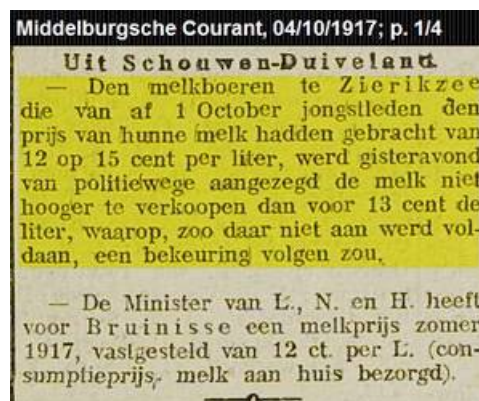 Middelburgsche Courant, 04/10/1917; p. 1/4
Uit Schouwen-Duiveland.
— Den melkboeren te Zierikzee
die van af 1 October jongstleden den
prijs van hunne melk hadden gebracht van
12 op 15 cent per liter, werd gisteravond
van politiewege aangezegd de melk niet
hooger te verkoopen dan voor 13 cent de
liter, waarop, zoo daar niet aan werd vol-
daan, een bekeuring volgen zou.
— De Minister van L., N. en H. heeft
voor Bruinisse een melkprijs zomer
1917, vastgesteld van 12 ct. per L. (con-
sumptieprijs, melk aan huis bezorgd).